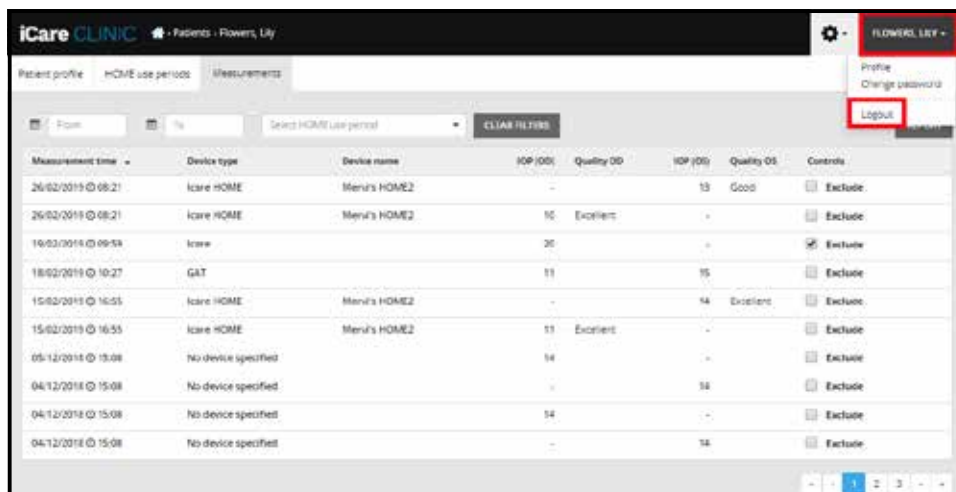 iCare CLINIC - Patients - Flowers, Lily FLOWERS, LILY
Patient profile HOME use periods Measurements
Profile
Change password
Logout
From To Select HOME use period CLEAR FILTERS
Measurement time Device type Device name IOP (OD) Quality OD IOP (OS) Quality OS Controls
26/02/2019 08:21 Icare HOME Mervi's HOME2 - 13 Good Exclude
26/02/2019 08:21 Icare HOME Mervi's HOME2 10 Excellent - Exclude
19/02/2019 09:59 Icare 20 - Exclude
18/02/2019 10:27 GAT 11 15 Exclude
15/02/2019 16:55 Icare HOME Mervi's HOME2 - 14 Excellent Exclude
15/02/2019 16:55 Icare HOME Mervi's HOME2 11 Excellent - Exclude
05/12/2018 15:08 No device specified 14 - Exclude
04/12/2018 15:08 No device specified - 14 Exclude
04/12/2018 15:08 No device specified 14 - Exclude
04/12/2018 15:08 No device specified - 14 Exclude
1 2 3